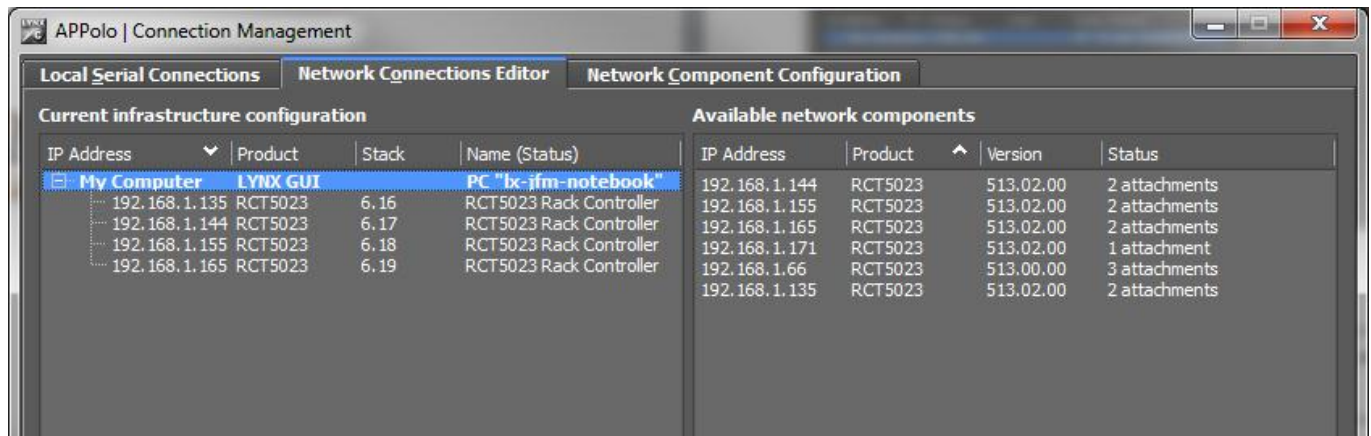 APPolo | Connection Management
Local Serial Connections Network Connections Editor Network Component Configuration
Current infrastructure configuration
IP Address Product Stack Name (Status)
My Computer LYNX GUI PC "lx-jfm-notebook"
192.168.1.135 RCT5023 6.16 RCT5023 Rack Controller
192.168.1.144 RCT5023 6.17 RCT5023 Rack Controller
192.168.1.155 RCT5023 6.18 RCT5023 Rack Controller
192.168.1.165 RCT5023 6.19 RCT5023 Rack Controller
Available network components
IP Address Product Version Status
192.168.1.144 RCT5023 513.02.00 2 attachments
192.168.1.155 RCT5023 513.02.00 2 attachments
192.168.1.165 RCT5023 513.02.00 2 attachments
192.168.1.171 RCT5023 513.02.00 1 attachment
192.168.1.66 RCT5023 513.00.00 3 attachments
192.168.1.135 RCT5023 513.02.00 2 attachments